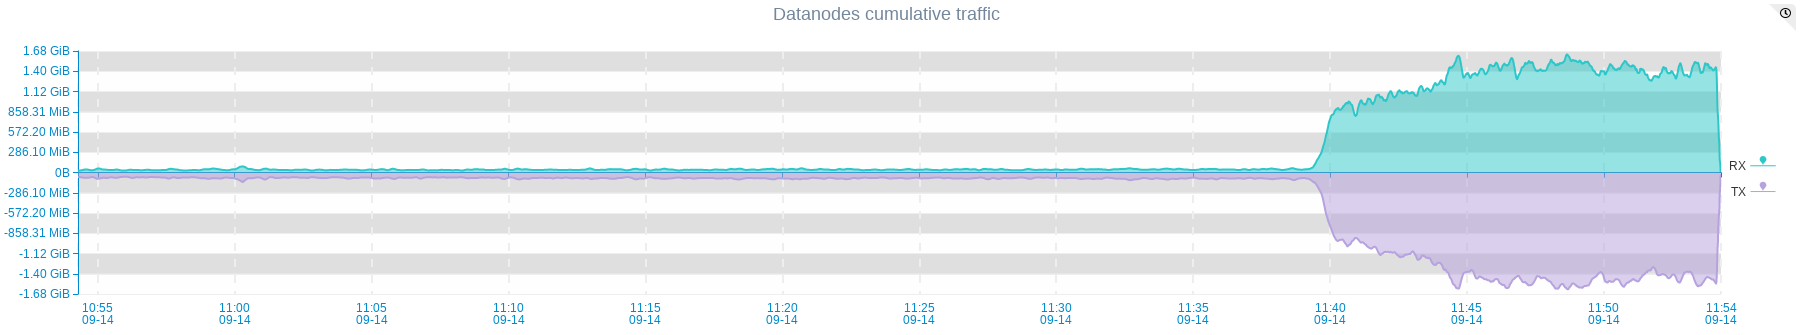 Datanodes cumulative traffic
1.68 GiB
1.40 GiB
1.12 GiB
858.31 MiB
572.20 MiB
286.10 MiB
0B
-286.10 MiB
-572.20 MiB
-858.31 MiB
-1.12 GiB
-1.40 GiB
-1.68 GiB
RX
TX
10:55 11:00 11:05 11:10 11:15 11:20 11:25 11:30 11:35 11:40 11:45 11:50 11:54
09-14 09-14 09-14 09-14 09-14 09-14 09-14 09-14 09-14 09-14 09-14 09-14 09-14